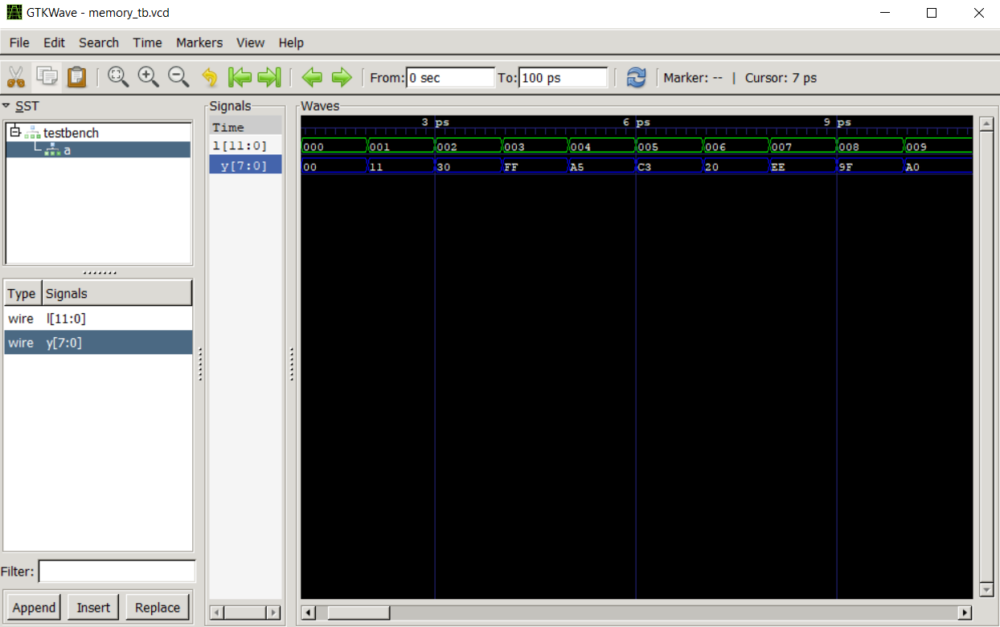 GTKWave - memory_tb.vcd
File Edit Search Time Markers View Help
From: 0 sec To: 100 ps Marker: -- | Cursor: 7 ps
SST
testbench
a
Type Signals
wire l[11:0]
wire y[7:0]
Filter:
Append Insert Replace
Signals
Time
l[11:0]
y[7:0]
Waves
3 ps 6 ps 9 ps
000 001 002 003 004 005 006 007 008 009
00 11 30 FF A5 C3 20 EE 9F A0